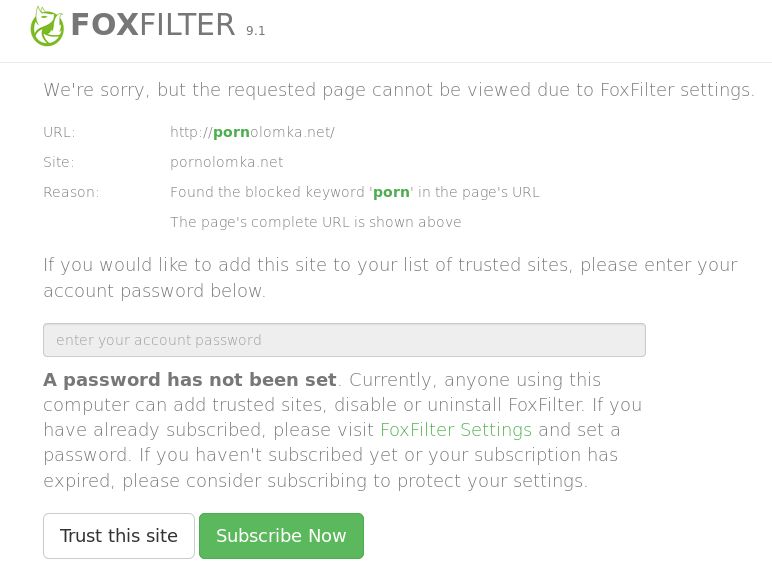 FOXFILTER 9.1
We're sorry, but the requested page cannot be viewed due to FoxFilter settings.
URL: http://pornolomka.net/
Site: pornolomka.net
Reason: Found the blocked keyword 'porn' in the page's URL
The page's complete URL is shown above
If you would like to add this site to your list of trusted sites, please enter your
account password below.
enter your account password
A password has not been set. Currently, anyone using this
computer can add trusted sites, disable or uninstall FoxFilter. If you
have already subscribed, please visit FoxFilter Settings and set a
password. If you haven't subscribed yet or your subscription has
expired, please consider subscribing to protect your settings.
Trust this site Subscribe Now